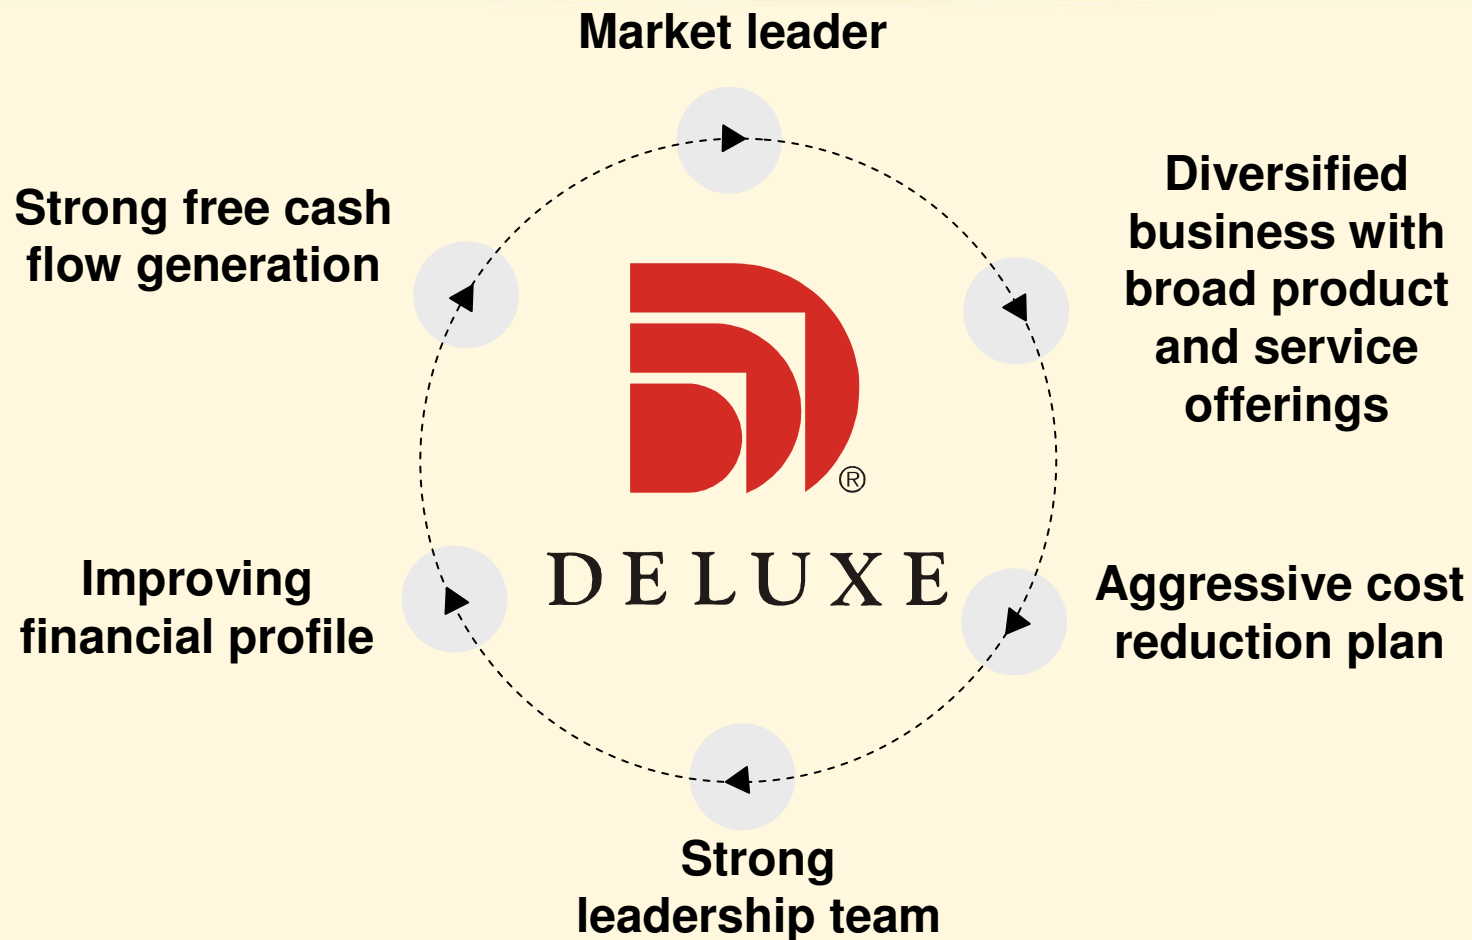 Market leader
Diversified
business with
broad product
and service
offerings
Aggressive cost
reduction plan
Strong
leadership team
Improving
financial profile
Strong free cash
flow generation
®
DELUXE